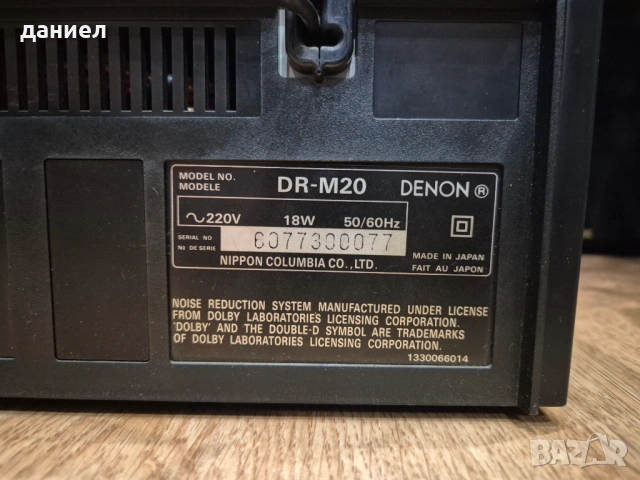 даниел
MODEL NO.
MODELE
DR-M20
DENON®
~220V 18W 50/60Hz
SERIAL NO
No DE SERIE
6077300077
NIPPON COLUMBIA CO., LTD.
MADE IN JAPAN
FAIT AU JAPON
NOISE REDUCTION SYSTEM MANUFACTURED UNDER LICENSE
FROM DOLBY LABORATORIES LICENSING CORPORATION.
'DOLBY' AND THE DOUBLE-D SYMBOL ARE TRADEMARKS
OF DOLBY LABORATORIES LICENSING CORPORATION.
1330066014
BAZAR